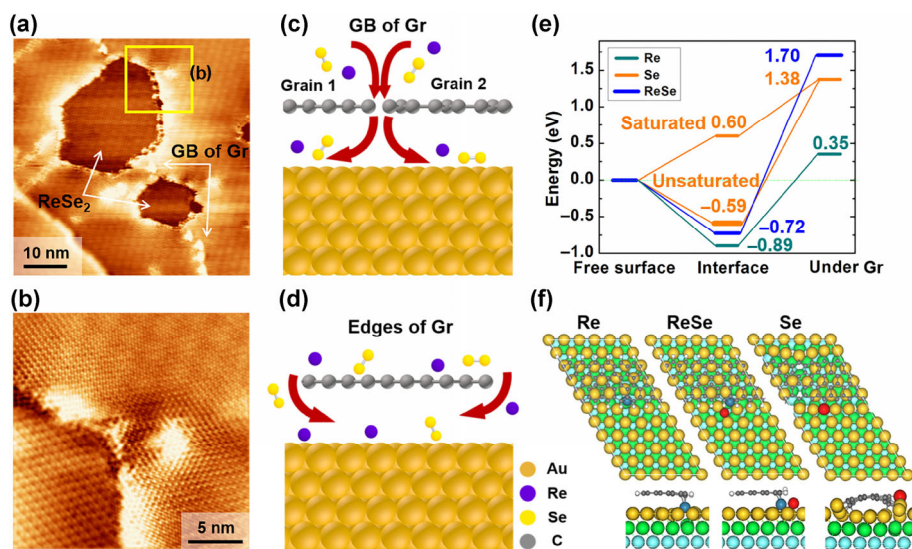 (a)
(b)
GB of Gr
ReSe2
10 nm
(b)
5 nm
(c)
GB of Gr
Grain 1
Grain 2
(d)
Edges of Gr
Au
Re
Se
C
(e)
Energy (eV)
1.5
1.0
0.5
0.0
−0.5
−1.0
Re
Se
ReSe
1.70
1.38
Saturated 0.60
0.35
Unsaturated
−0.59
−0.72
−0.89
Free surface Interface Under Gr
(f)
Re ReSe Se